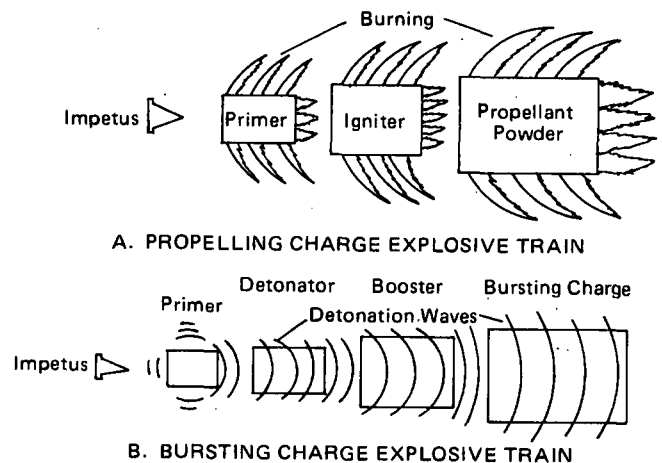 Burning
Impetus
Primer
Igniter
Propellant
Powder
A. PROPELLING CHARGE EXPLOSIVE TRAIN
Primer
Detonator
Booster
Bursting Charge
Detonation Waves
Impetus
B. BURSTING CHARGE EXPLOSIVE TRAIN